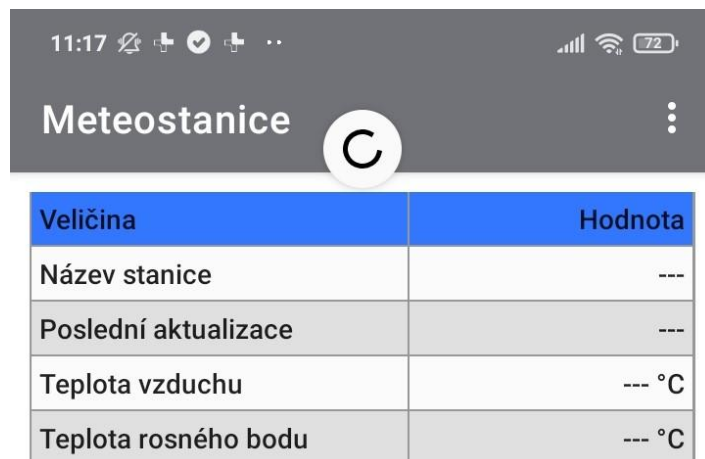 11:17 72
Meteostanice
Veličina Hodnota
Název stanice ---
Poslední aktualizace ---
Teplota vzduchu --- °C
Teplota rosného bodu --- °C